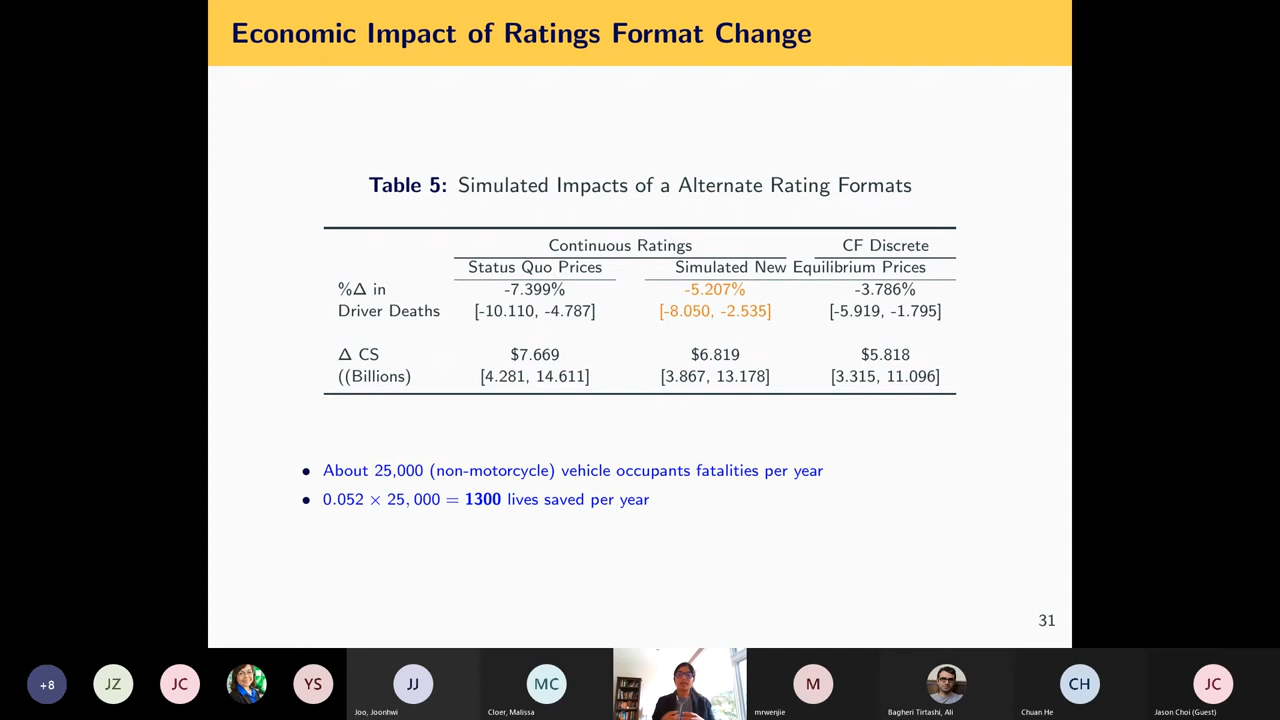 Economic Impact of Ratings Format Change
Table 5: Simulated Impacts of a Alternate Rating Formats
Continuous Ratings CF Discrete
Status Quo Prices Simulated New Equilibrium Prices
%Δ in -7.399% -5.207% -3.786%
Driver Deaths [-10.110, -4.787] [-8.050, -2.535] [-5.919, -1.795]
Δ CS $7.669 $6.819 $5.818
((Billions) [4.281, 14.611] [3.867, 13.178] [3.315, 11.096]
• About 25,000 (non-motorcycle) vehicle occupants fatalities per year
• 0.052 × 25,000 = 1300 lives saved per year
31
+8 JZ JC YS JJ MC M CH JC
Joo, Joonhwi Cloer, Malissa mrwenjie Bagheri Tirtashi, Ali Chuan He Jason Choi (Guest)